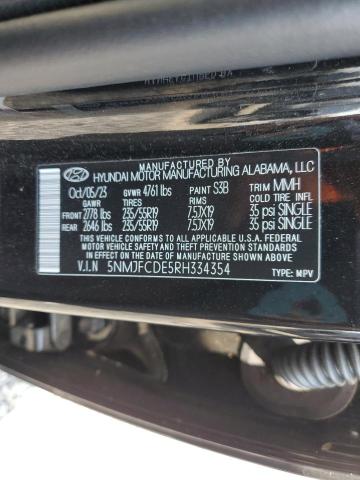 MANUFACTURED BY
HYUNDAI MOTOR MANUFACTURING ALABAMA, LLC
Oct/05/23 GVWR 4761 lbs PAINT S3B TRIM MMH
GAWR TIRES RIMS COLD TIRE INFL
FRONT 2778 lbs 235/55R19 7.5JX19 35 psi SINGLE
REAR 2646 lbs 235/55R19 7.5JX19 35 psi SINGLE
THIS VEHICLE CONFORMS TO ALL APPLICABLE U.S.A. FEDERAL
MOTOR VEHICLE SAFETY AND THEFT PREVENTION STANDARDS
IN EFFECT ON THE DATE OF MANUFACTURE SHOWN ABOVE.
V.I.N 5NMJFCDE5RH334354 TYPE: MPV